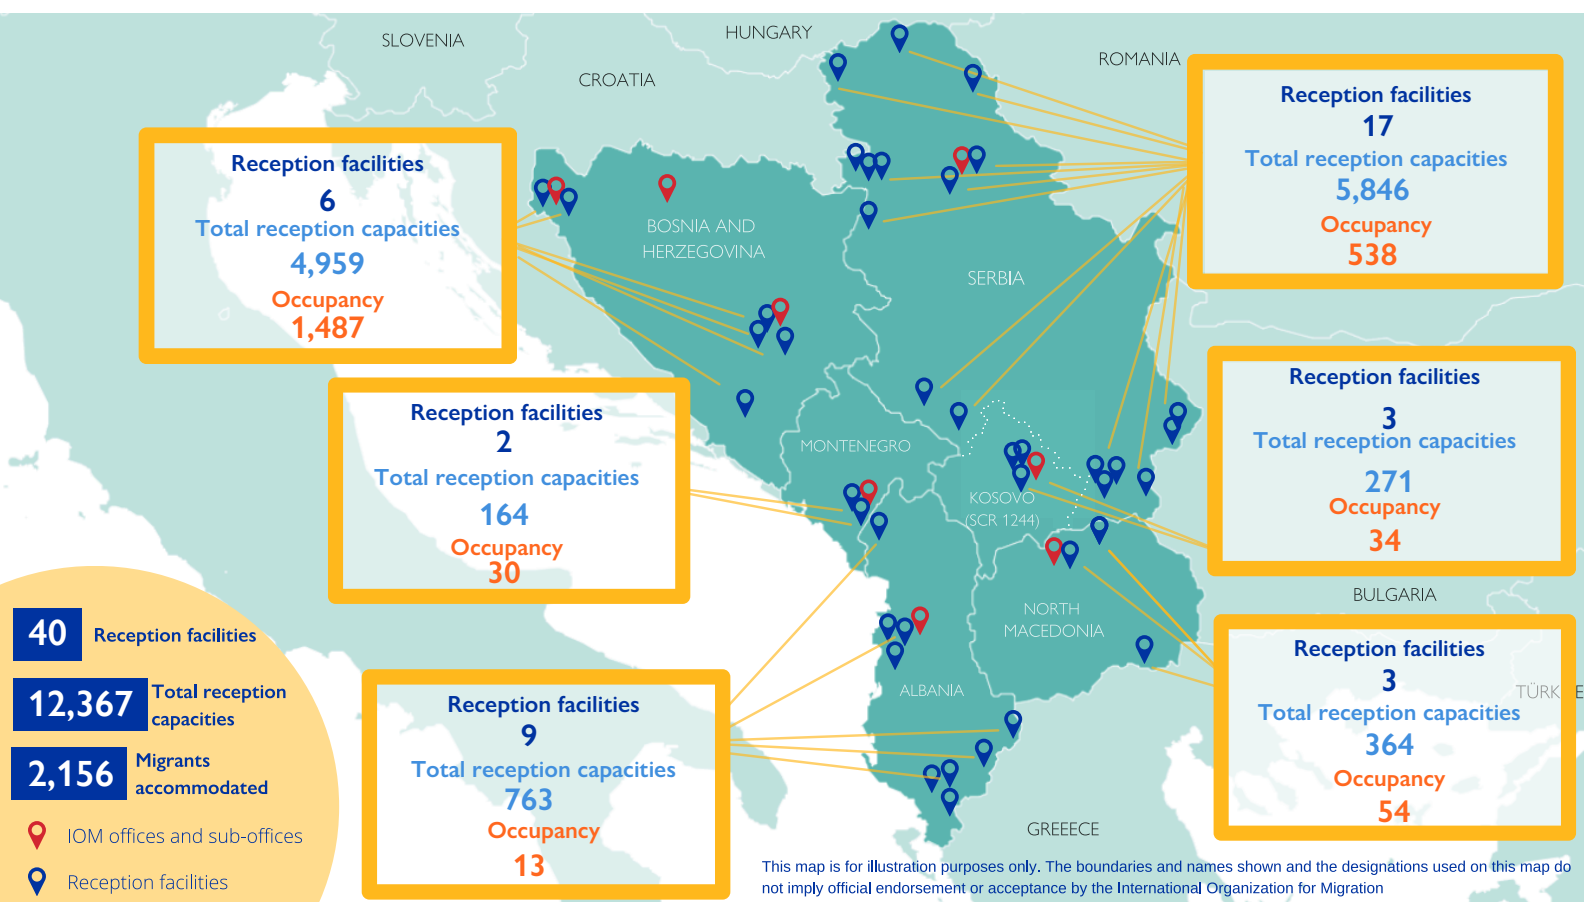 SLOVENIA
HUNGARY
CROATIA
ROMANIA
Reception facilities
17
Total reception capacities
5,846
Occupancy
538
Reception facilities
6
Total reception capacities
4,959
Occupancy
1,487
BOSNIA AND
HERZEGOVINA
SERBIA
Reception facilities
3
Total reception capacities
271
Occupancy
34
Reception facilities
2
Total reception capacities
164
Occupancy
30
MONTENEGRO
KOSOVO
(SCR 1244)
BULGARIA
NORTH
MACEDONIA
Reception facilities
3
Total reception capacities
364
Occupancy
54
TÜRKİYE
ALBANIA
Reception facilities
9
Total reception capacities
763
Occupancy
13
GREEECE
40 Reception facilities
12,367 Total reception
capacities
2,156 Migrants
accommodated
IOM offices and sub-offices
Reception facilities
This map is for illustration purposes only. The boundaries and names shown and the designations used on this map do
not imply official endorsement or acceptance by the International Organization for Migration